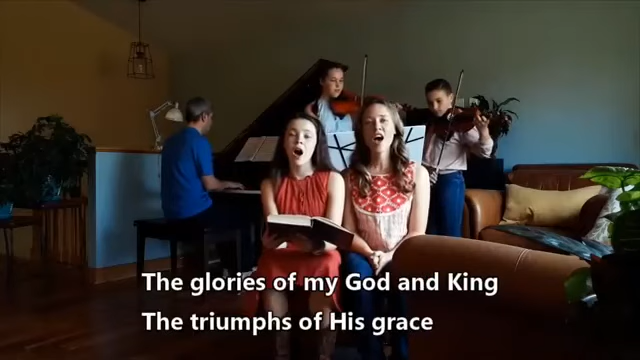 The glories of my God and King
The triumphs of His grace